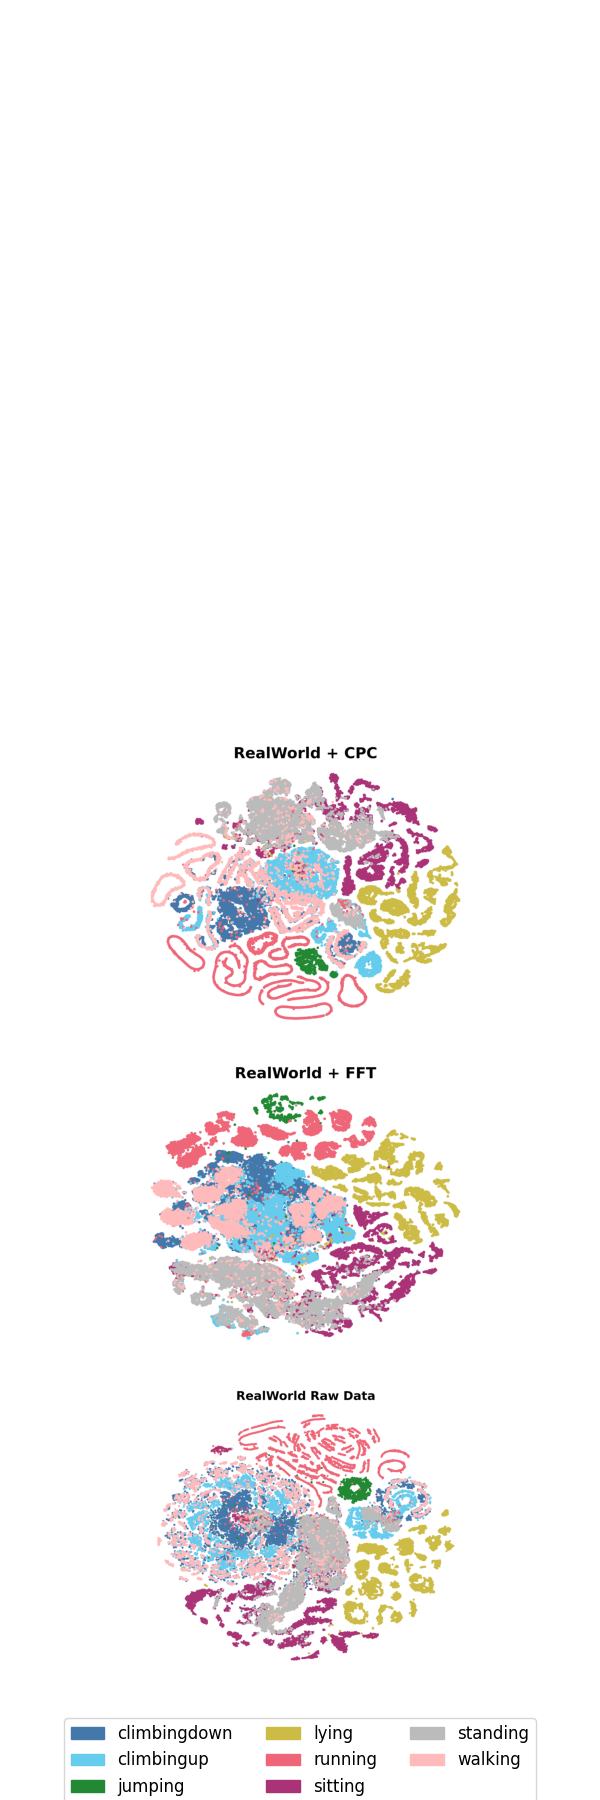 RealWorld + CPC
RealWorld + FFT
RealWorld Raw Data
climbingdown
climbingup
jumping
lying
running
sitting
standing
walking